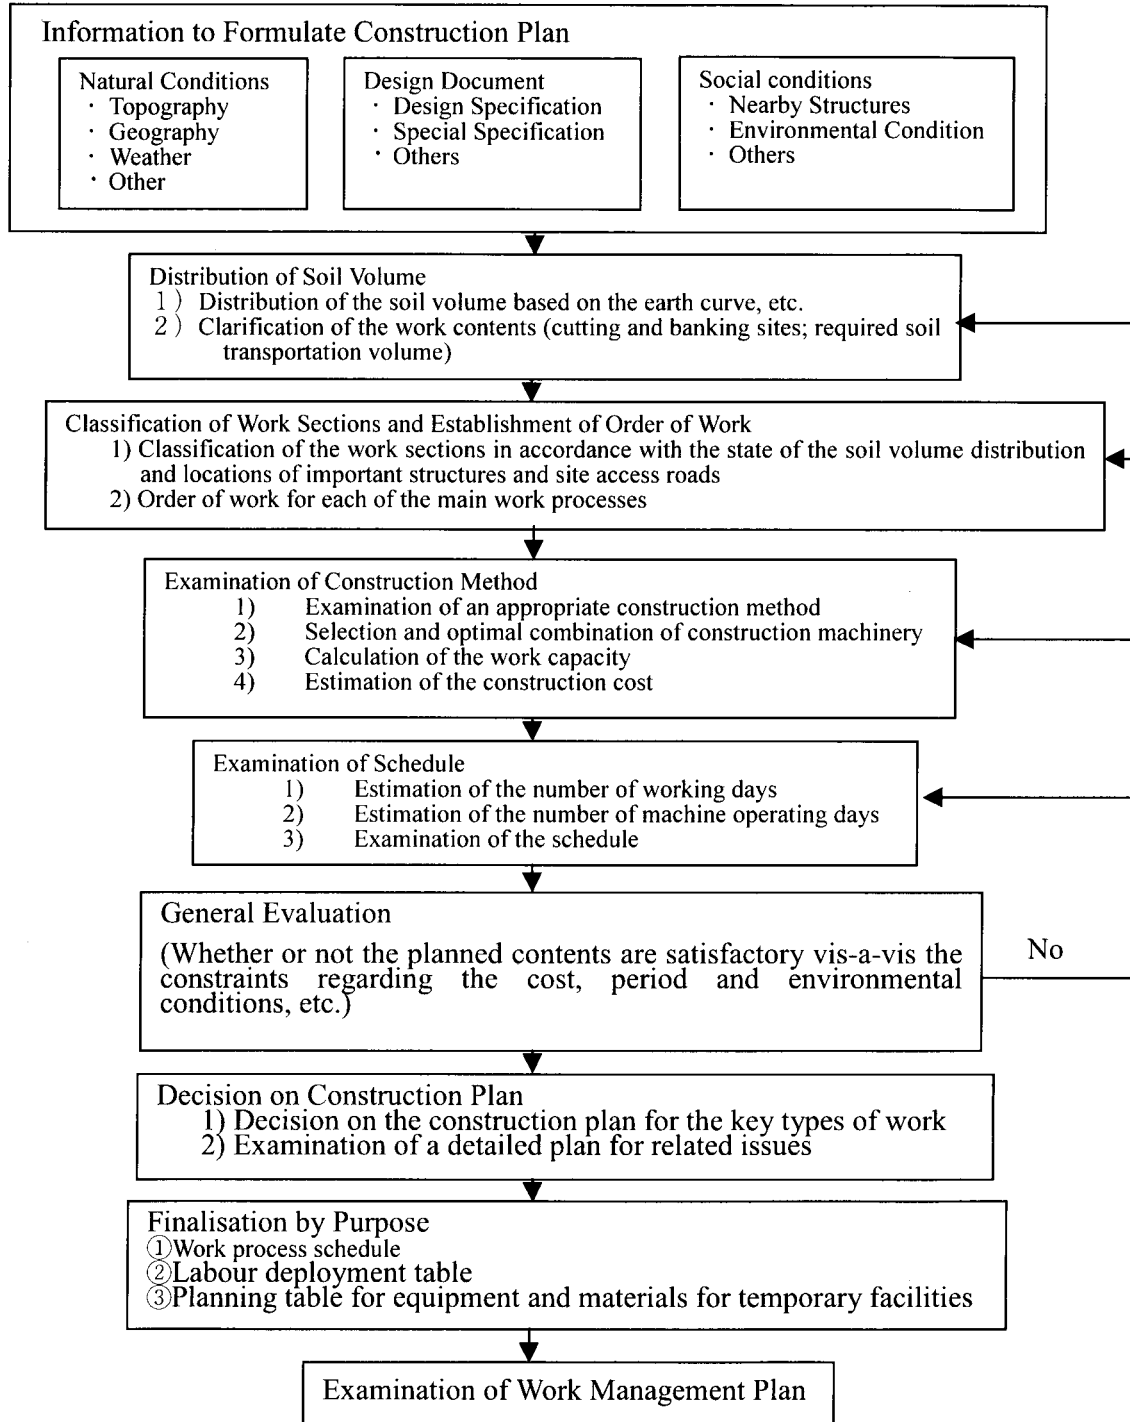 Information to Formulate Construction Plan
Natural Conditions
· Topography
· Geography
· Weather
· Other
Design Document
· Design Specification
· Special Specification
· Others
Social conditions
· Nearby Structures
· Environmental Condition
· Others
Distribution of Soil Volume
1) Distribution of the soil volume based on the earth curve, etc.
2) Clarification of the work contents (cutting and banking sites; required soil
transportation volume)
Classification of Work Sections and Establishment of Order of Work
1) Classification of the work sections in accordance with the state of the soil volume distribution
and locations of important structures and site access roads
2) Order of work for each of the main work processes
Examination of Construction Method
1) Examination of an appropriate construction method
2) Selection and optimal combination of construction machinery
3) Calculation of the work capacity
4) Estimation of the construction cost
Examination of Schedule
1) Estimation of the number of working days
2) Estimation of the number of machine operating days
3) Examination of the schedule
General Evaluation
(Whether or not the planned contents are satisfactory vis-a-vis the
constraints regarding the cost, period and environmental
conditions, etc.)
No
Decision on Construction Plan
1) Decision on the construction plan for the key types of work
2) Examination of a detailed plan for related issues
Finalisation by Purpose
①Work process schedule
②Labour deployment table
③Planning table for equipment and materials for temporary facilities
Examination of Work Management Plan